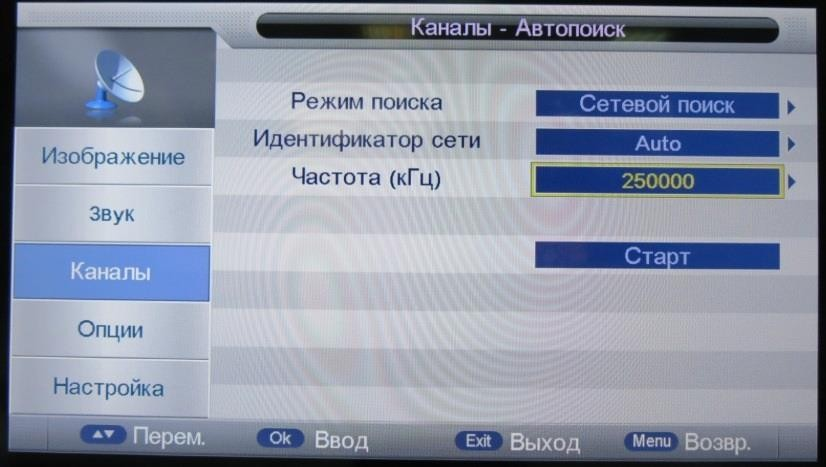 Каналы - Автопоиск
Режим поиска Сетевой поиск
Идентификатор сети Auto
Частота (кГц) 250000
Старт
Изображение
Звук
Каналы
Опции
Настройка
Перем. Ok Ввод Exit Выход Menu Возвр.